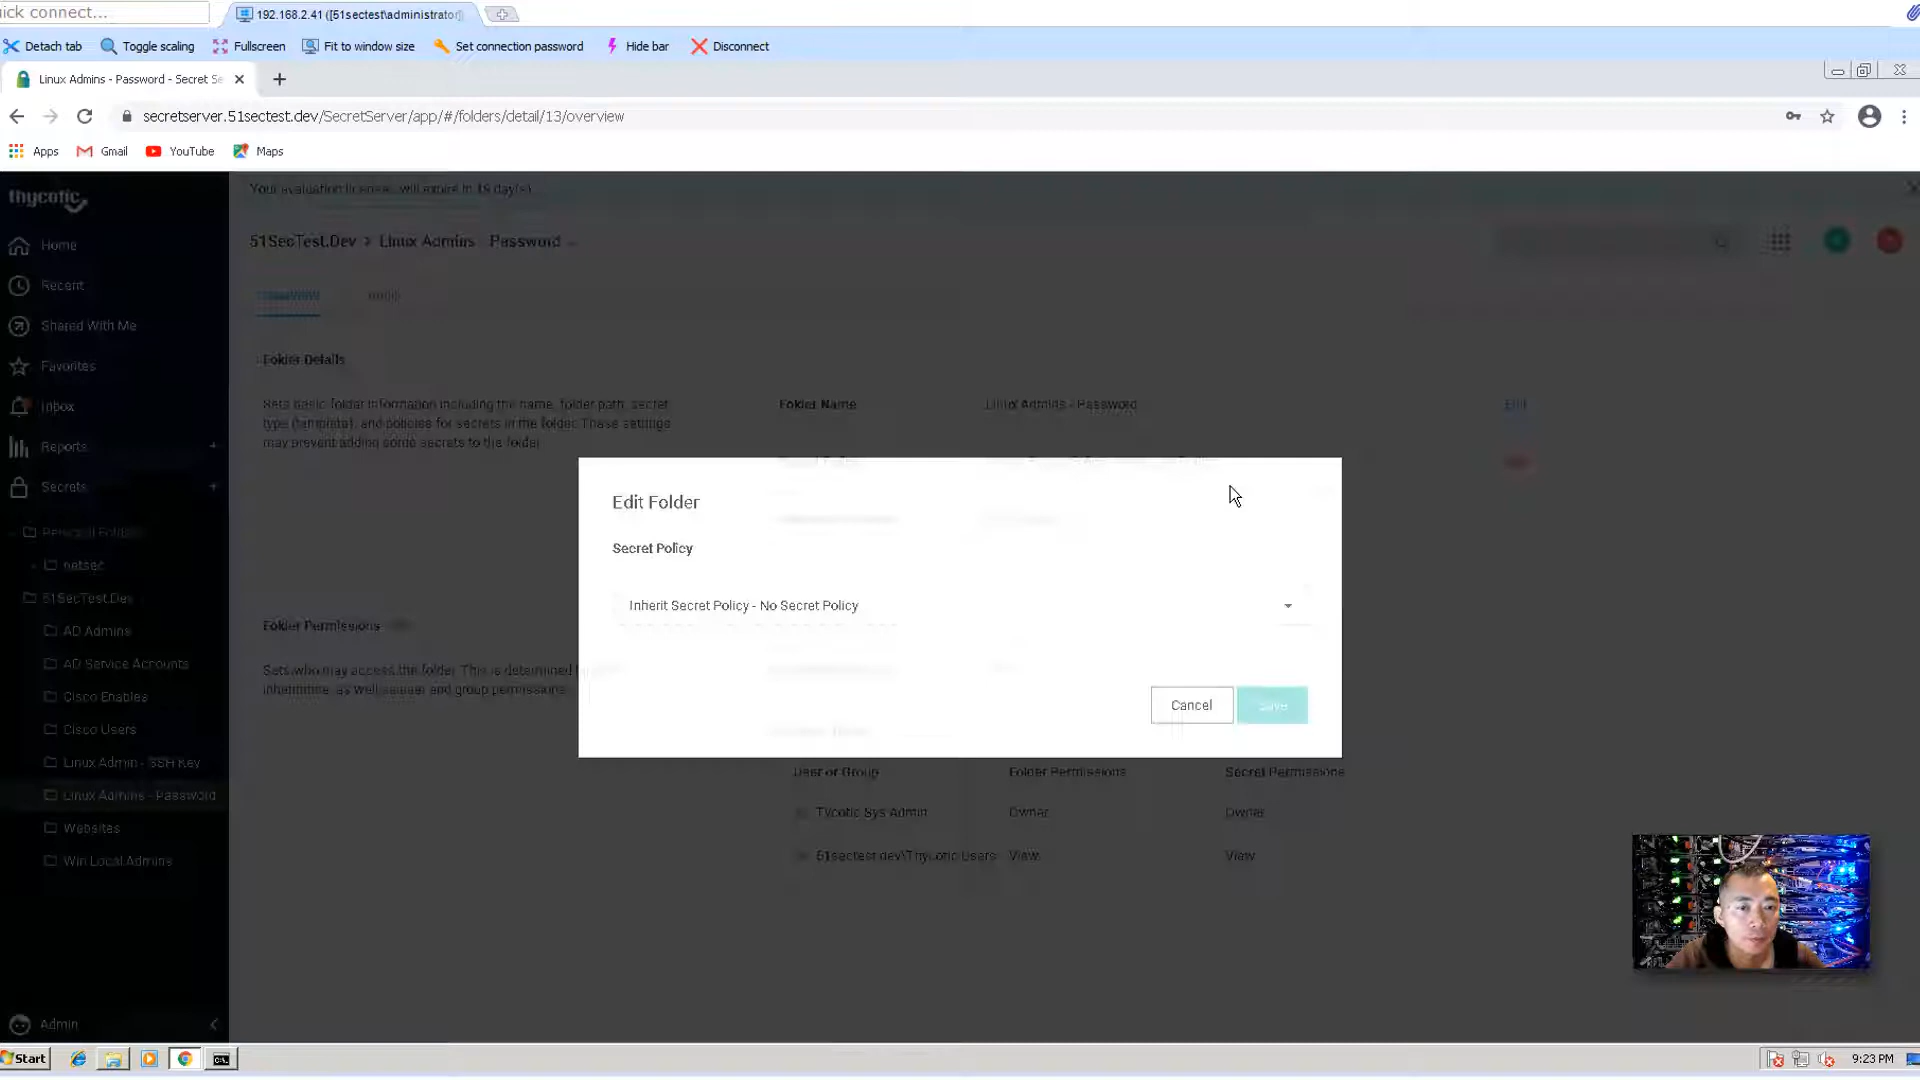 ick connect...
192.168.2.41 ([51sectest\administrator]
Detach tab
Toggle scaling
Fullscreen
Fit to window size
Set connection password
Hide bar
Disconnect
Linux Admins - Password - Secret Se
secretserver.51sectest.dev/SecretServer/app/#/folders/detail/13/overview
Apps
Gmail
YouTube
Maps
thycotic
Your evaluation licenses will expire in 19 day(s).
51SecTest.Dev > Linux Admins - Password
Home
Recent
Shared With Me
Favorites
Inbox
Reports
Secrets
Personal Folders
netsec
51SecTest.Dev
AD Admins
AD Service Accounts
Cisco Enables
Cisco Users
Linux Admin - SSH Key
Linux Admins - Password
Websites
Win Local Admins
Admin
Overview
Audit
Folder Details
Sets basic folder information including the name, folder path, secret
type (template), and policies for secrets in the folder. These settings
may prevent adding some secrets to the folder.
Folder Name
Linux Admins - Password
Edit
Edit Folder
Secret Policy
Inherit Secret Policy - No Secret Policy
Cancel
Save
Folder Permissions
Sets who may access the folder. This is determined
inheritance, as well as user and group permissions.
User or Group
Folder Permissions
Secret Permissions
TYcotic Sys Admin
Owner
Owner
51sectest.dev\Thycotic Users
View
View
Start
9:23 PM